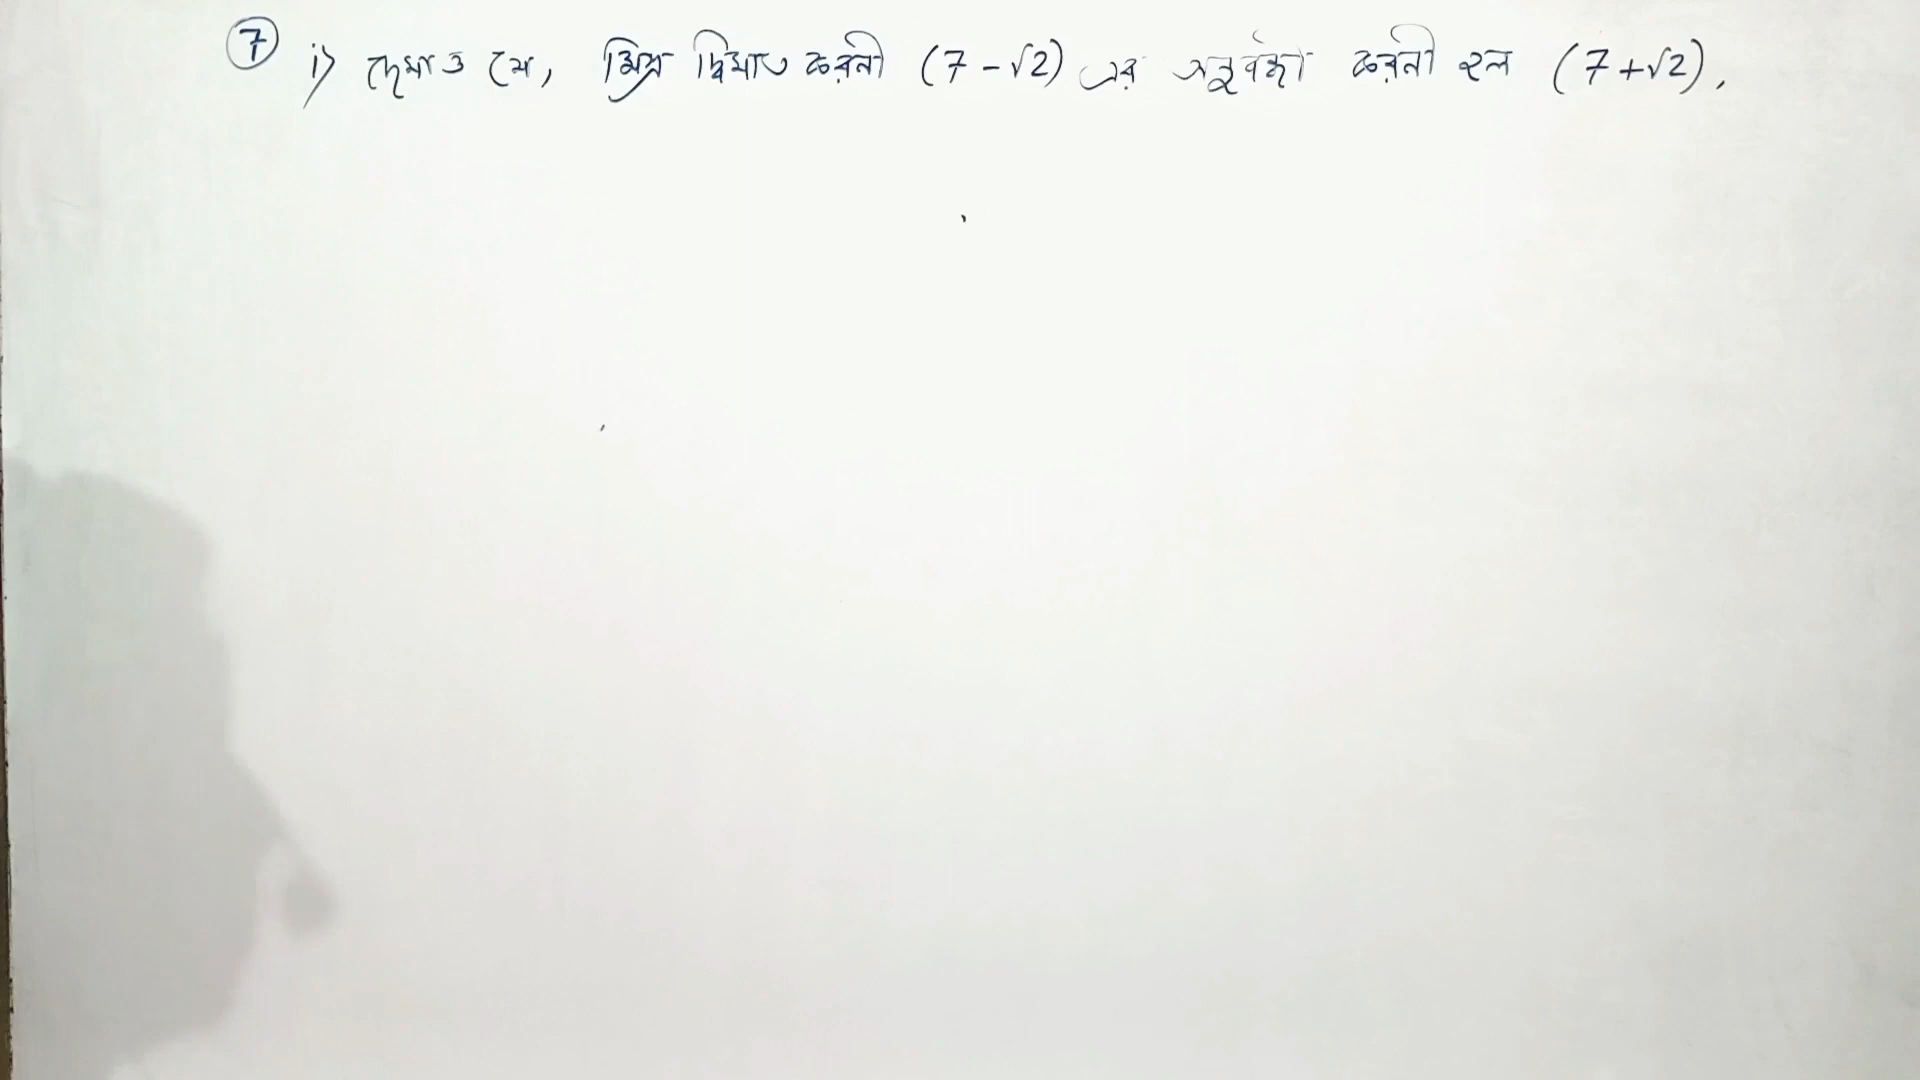 7 i) দেখাও যে, মিশ্র দ্বিঘাত করণী (7 - √2) এর অনুবন্ধী করণী হল (7 + √2),